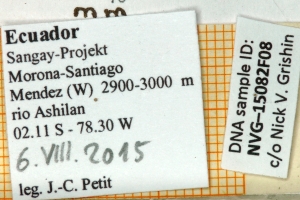 Ecuador
Sangay-Projekt
Morona-Santiago
Mendez (W) 2900-3000 m
rio Ashilan
02.11 S - 78.30 W
6.VIII.2015
leg. J.-C. Petit
DNA sample ID:
NVG-15082F08
c/o Nick V. Grishin